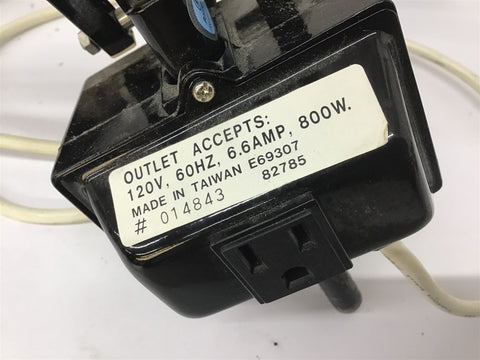 OUTLET ACCEPTS:
120V, 60HZ, 6.6AMP, 800W.
MADE IN TAIWAN E69307
82785
# 014843